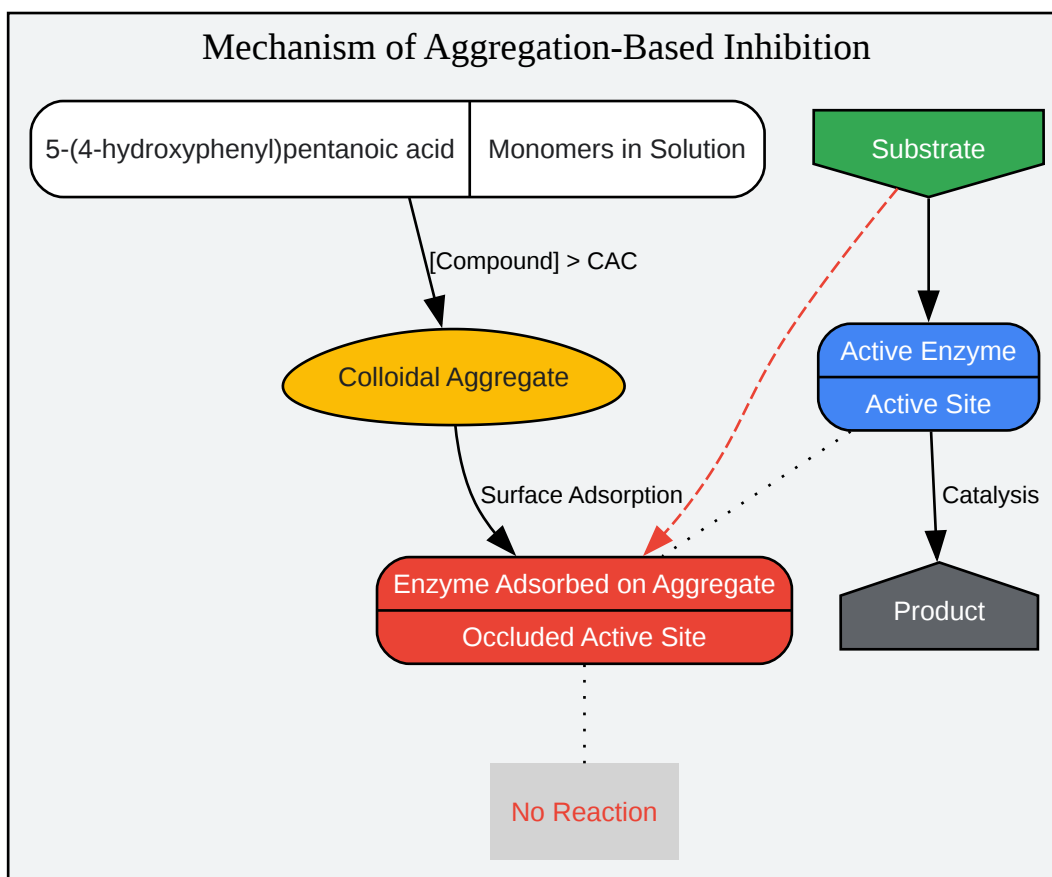 Mechanism of Aggregation-Based Inhibition
5-(4-hydroxyphenyl)pentanoic acid
Monomers in Solution
Substrate
[Compound] > CAC
Active Enzyme
Active Site
Colloidal Aggregate
Surface Adsorption
Catalysis
Enzyme Adsorbed on Aggregate
Occluded Active Site
Product
No Reaction